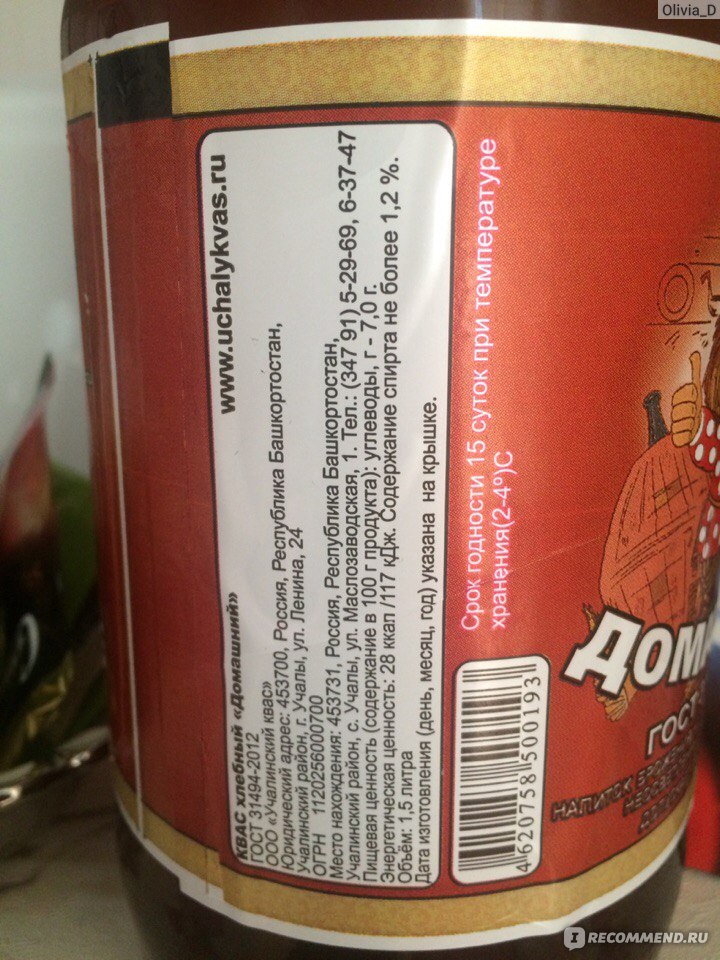 Olivia_D
www.uchalykvas.ru
КВАС хлебный «Домашний»
ГОСТ 31494-2012
ООО «Учалинский квас»
Юридический адрес: 453700, Россия, Республика Башкортостан,
Учалинский район, г. Учалы, ул. Ленина, 24
ОГРН 1120256000700
Место нахождения: 453731, Россия, Республика Башкортостан,
Учалинский район, с. Учалы, ул. Маслозаводская, 1. Тел.: (347 91) 5-29-69, 6-37-47
Пищевая ценность (содержание в 100 г продукта): углеводы, г - 7,0 г.
Энергетическая ценность: 28 ккал /117 кДж. Содержание спирта не более 1,2 %.
Объём: 1,5 литра
Дата изготовления (день, месяц, год) указана на крышке.
Срок годности 15 суток при температуре
хранения(2-4º)С
4 620758 500193
ГОСТ
НАПИТОК
IRECOMMEND.RU